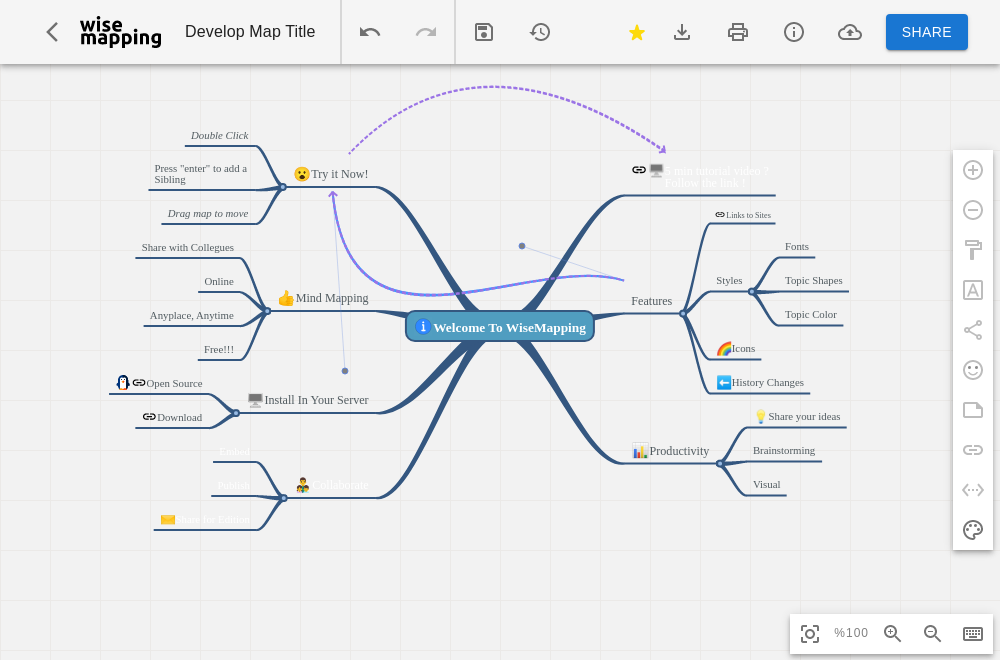 wise
mapping
Develop Map Title
SHARE
Double Click
Press "enter" to add a
Sibling
Drag map to move
Try it Now!
5 min tutorial video ?
Follow the link !
Links to Sites
Share with Collegues
Online
Anyplace, Anytime
Free!!!
Mind Mapping
Features
Styles
Fonts
Topic Shapes
Topic Color
Icons
History Changes
Welcome To WiseMapping
Open Source
Download
Install In Your Server
Productivity
Share your ideas
Brainstorming
Visual
Embed
Publish
Collaborate
%100